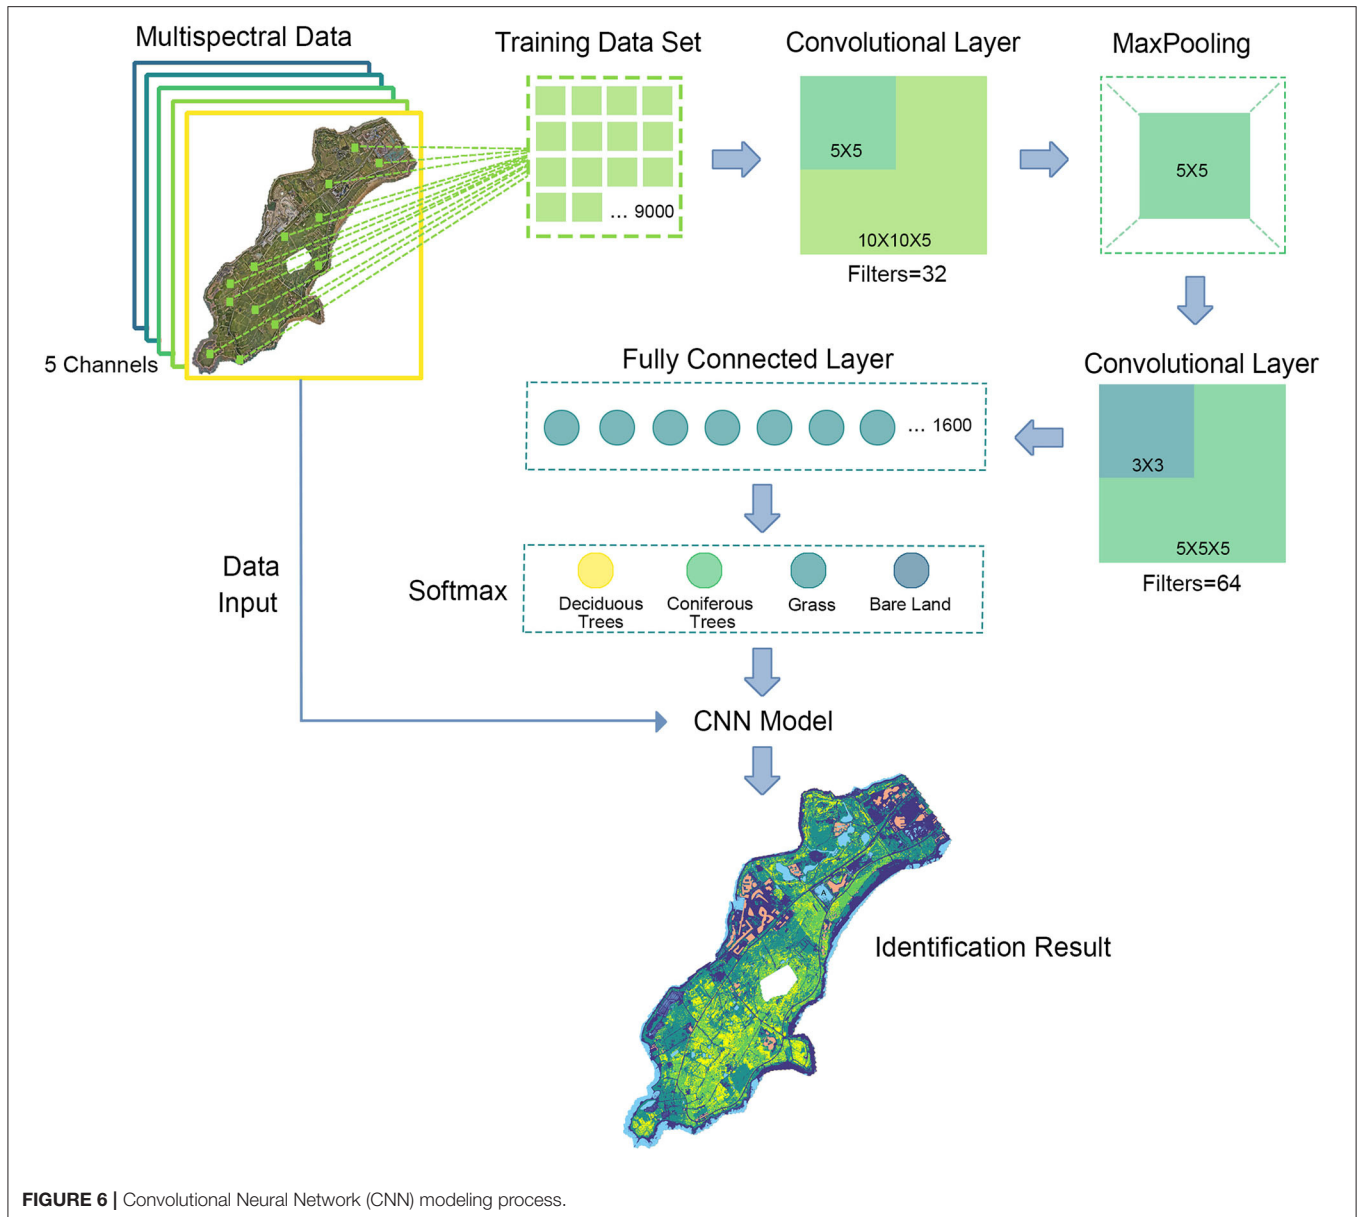 Multispectral Data
Training Data Set
Convolutional Layer
MaxPooling
5X5
5X5
... 9000
10X10X5
Filters=32
5 Channels
Fully Connected Layer
Convolutional Layer
... 1600
3X3
5X5X5
Filters=64
Data
Input
Softmax
Deciduous
Trees
Coniferous
Trees
Grass
Bare Land
CNN Model
A
Identification Result
FIGURE 6 | Convolutional Neural Network (CNN) modeling process.